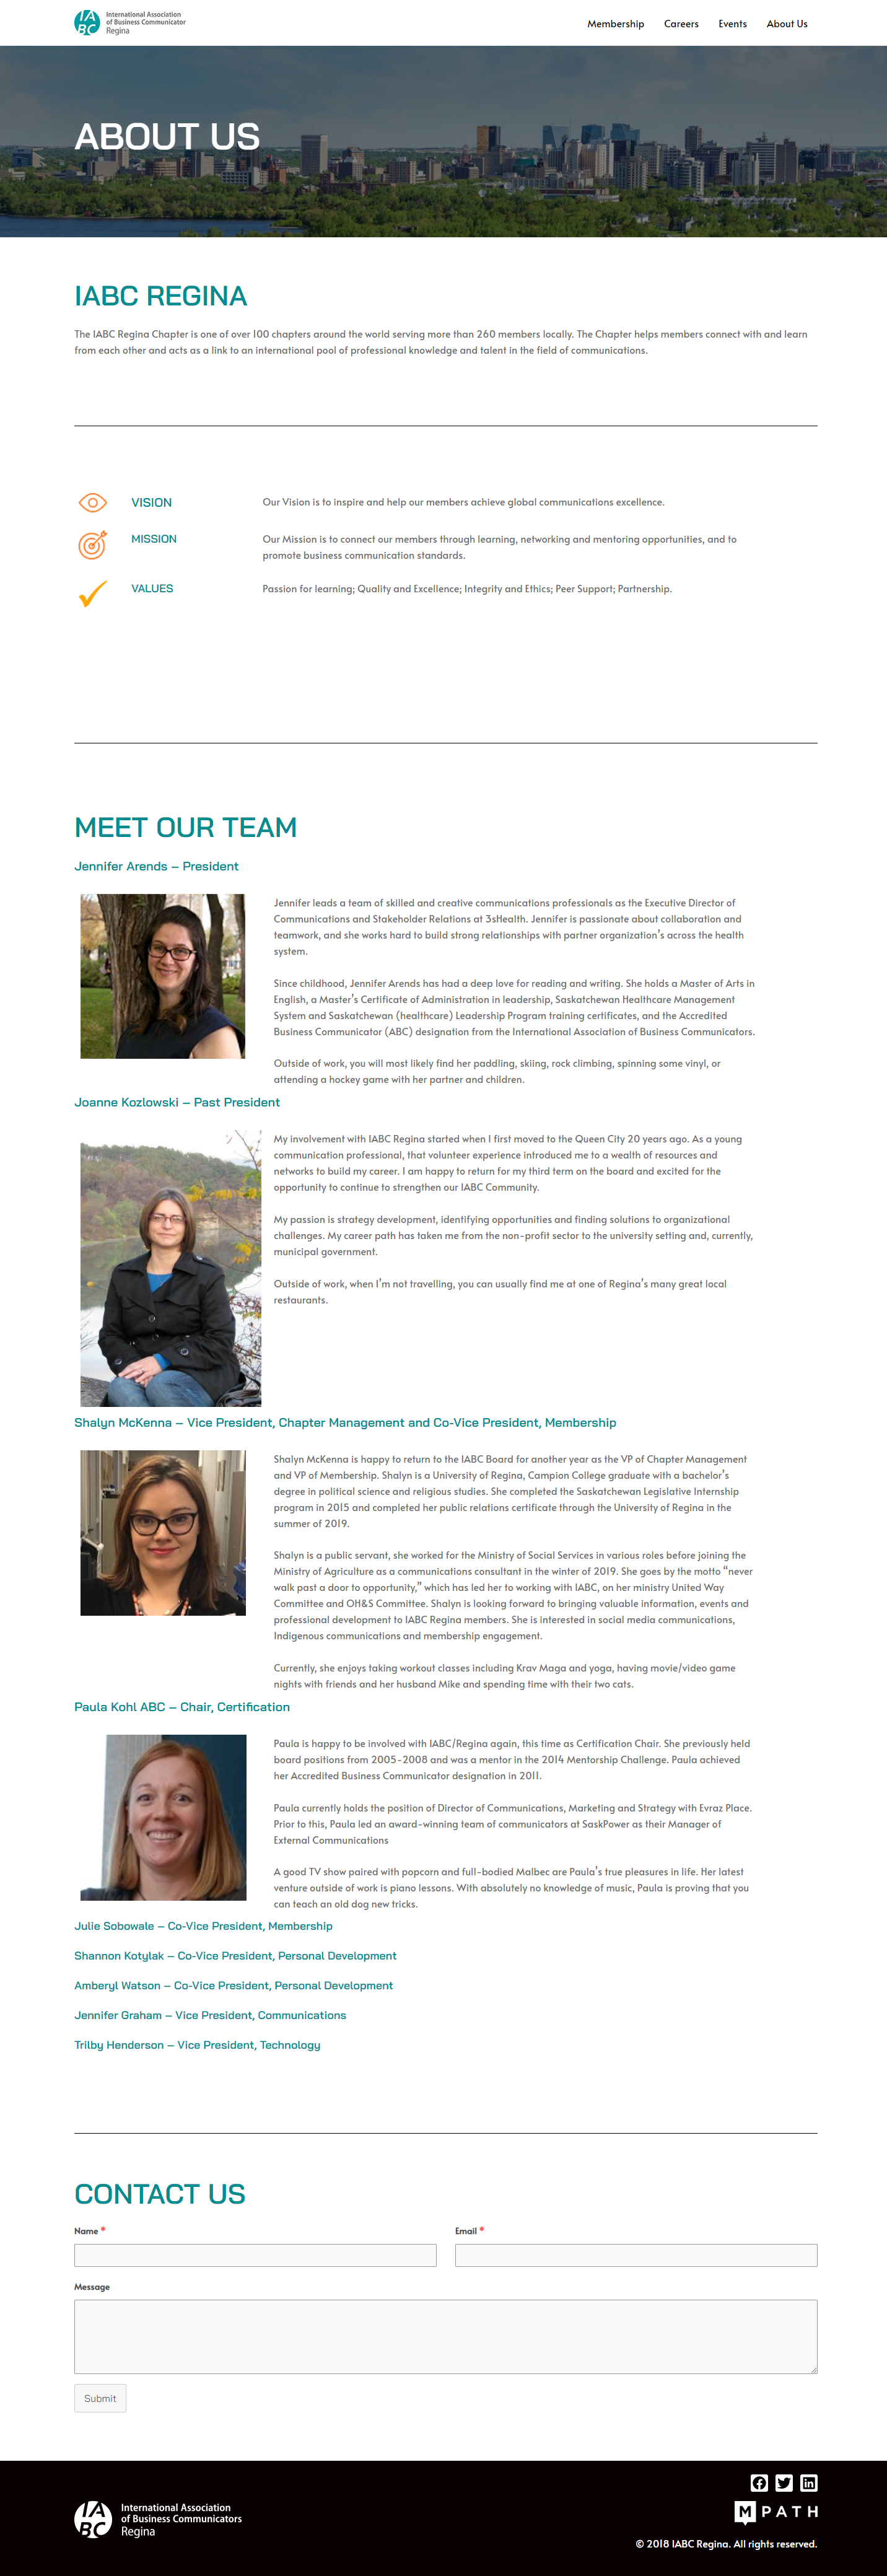 IABC
International Association
of Business Communicator
Regina
Membership
Careers
Events
About Us
ABOUT US
IABC REGINA
The IABC Regina Chapter is one of over 100 chapters around the world serving more than 260 members locally. The Chapter helps members connect with and learn
from each other and acts as a link to an international pool of professional knowledge and talent in the field of communications.
VISION
Our Vision is to inspire and help our members achieve global communications excellence.
MISSION
Our Mission is to connect our members through learning, networking and mentoring opportunities, and to
promote business communication standards.
VALUES
Passion for learning; Quality and Excellence; Integrity and Ethics; Peer Support; Partnership.
MEET OUR TEAM
Jennifer Arends – President
Jennifer leads a team of skilled and creative communications professionals as the Executive Director of
Communications and Stakeholder Relations at 3sHealth. Jennifer is passionate about collaboration and
teamwork, and she works hard to build strong relationships with partner organization's across the health
system.
Since childhood, Jennifer Arends has had a deep love for reading and writing. She holds a Master of Arts in
English, a Master's Certificate of Administration in leadership, Saskatchewan Healthcare Management
System and Saskatchewan (healthcare) Leadership Program training certificates, and the Accredited
Business Communicator (ABC) designation from the International Association of Business Communicators.
Outside of work, you will most likely find her paddling, skiing, rock climbing, spinning some vinyl, or
attending a hockey game with her partner and children.
Joanne Kozlowski – Past President
My involvement with IABC Regina started when I first moved to the Queen City 20 years ago. As a young
communication professional, that volunteer experience introduced me to a wealth of resources and
networks to build my career. I am happy to return for my third term on the board and excited for the
opportunity to continue to strengthen our IABC Community.
My passion is strategy development, identifying opportunities and finding solutions to organizational
challenges. My career path has taken me from the non-profit sector to the university setting and, currently,
municipal government.
Outside of work, when I'm not travelling, you can usually find me at one of Regina's many great local
restaurants.
Shalyn McKenna – Vice President, Chapter Management and Co-Vice President, Membership
Shalyn McKenna is happy to return to the IABC Board for another year as the VP of Chapter Management
and VP of Membership. Shalyn is a University of Regina, Campion College graduate with a bachelor's
degree in political science and religious studies. She completed the Saskatchewan Legislative Internship
program in 2015 and completed her public relations certificate through the University of Regina in the
summer of 2019.
Shalyn is a public servant, she worked for the Ministry of Social Services in various roles before joining the
Ministry of Agriculture as a communications consultant in the winter of 2019. She goes by the motto "never
walk past a door to opportunity," which has led her to working with IABC, on her ministry United Way
Committee and OH&S Committee. Shalyn is looking forward to bringing valuable information, events and
professional development to IABC Regina members. She is interested in social media communications,
Indigenous communications and membership engagement.
Currently, she enjoys taking workout classes including Krav Maga and yoga, having movie/video game
nights with friends and her husband Mike and spending time with their two cats.
Paula Kohl ABC – Chair, Certification
Paula is happy to be involved with IABC/Regina again, this time as Certification Chair. She previously held
board positions from 2005-2008 and was a mentor in the 2014 Mentorship Challenge. Paula achieved
her Accredited Business Communicator designation in 2011.
Paula currently holds the position of Director of Communications, Marketing and Strategy with Evraz Place.
Prior to this, Paula led an award-winning team of communicators at SaskPower as their Manager of
External Communications
A good TV show paired with popcorn and full-bodied Malbec are Paula's true pleasures in life. Her latest
venture outside of work is piano lessons. With absolutely no knowledge of music, Paula is proving that you
can teach an old dog new tricks.
Julie Sobowale – Co-Vice President, Membership
Shannon Kotylak – Co-Vice President, Personal Development
Amberyl Watson – Co-Vice President, Personal Development
Jennifer Graham – Vice President, Communications
Trilby Henderson – Vice President, Technology
CONTACT US
Name *
Email *
Message
Submit
IABC
International Association
of Business Communicators
Regina
M PATH
© 2018 IABC Regina. All rights reserved.